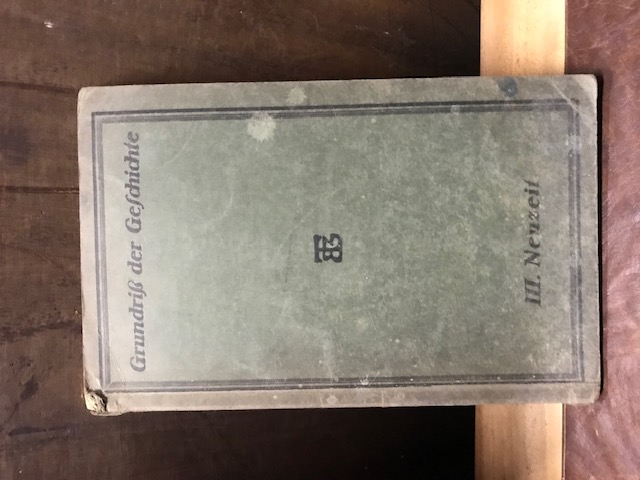 Grundriß der Geſchichte
III. Neuzeit